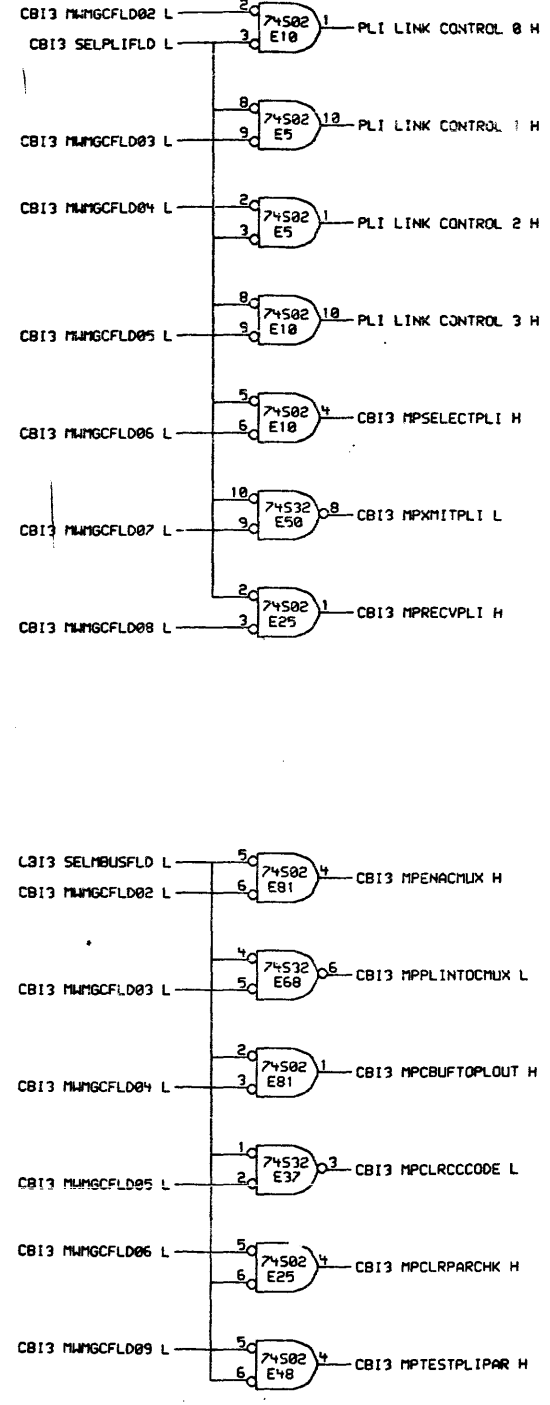 CBI3 MWMGCFLD02 L 2 74S02 1 PLI LINK CONTROL 0 H
CBI3 SELPLIFLD L 3 E10
8 74S02 10 PLI LINK CONTROL 1 H
CBI3 MWMGCFLD03 L 9 E5
CBI3 MWMGCFLD04 L 2 74S02 1 PLI LINK CONTROL 2 H
3 E5
8 74S02 10 PLI LINK CONTROL 3 H
CBI3 MWMGCFLD05 L 9 E10
5 74S02 4 CBI3 MPSELECTPLI H
CBI3 MWMGCFLD06 L 6 E10
10 74S32 8 CBI3 MPXMITPLI L
CBI3 MWMGCFLD07 L 9 E50
2 74S02 1 CBI3 MPRECVPLI H
CBI3 MWMGCFLD08 L 3 E25
CBI3 SELMBUSFLD L 5 74S02 4 CBI3 MPENACMUX H
CBI3 MWMGCFLD02 L 6 E81
4 74S32 6 CBI3 MPPLINTOCMUX L
CBI3 MWMGCFLD03 L 5 E68
2 74S02 1 CBI3 MPCBUFTOPLOUT H
CBI3 MWMGCFLD04 L 3 E81
1 74S32 3 CBI3 MPCLRCCCODE L
CBI3 MWMGCFLD05 L 2 E37
CBI3 MWMGCFLD06 L 5 74S02 4 CBI3 MPCLRPARCHK H
6 E25
CBI3 MWMGCFLD09 L 5 74S02 4 CBI3 MPTESTPLIPAR H
6 E48